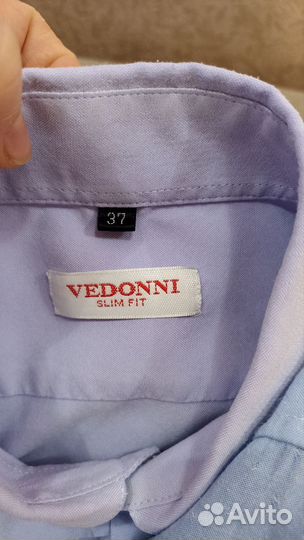 37
VEDONNI
SLIM FIT
Avito